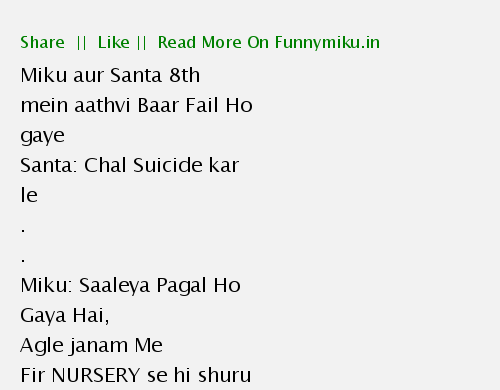 Share || Like || Read More On Funnymiku.in
Miku aur Santa 8th
mein aathvi Baar Fail Ho
gaye
Santa: Chal Suicide kar
le
.
.
Miku: Saaleya Pagal Ho
Gaya Hai,
Agle janam Me
Fir NURSERY se hi shuru